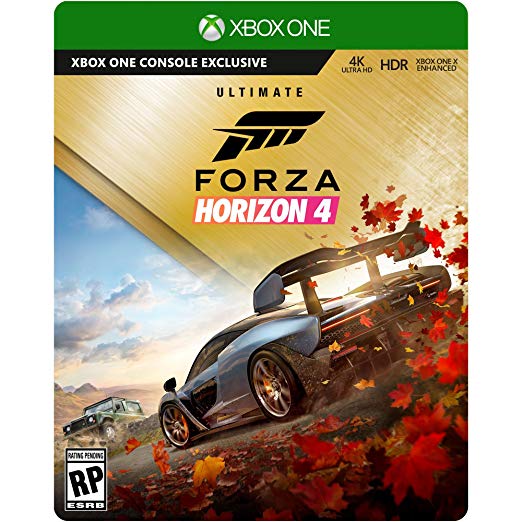 XBOX ONE
XBOX ONE CONSOLE EXCLUSIVE
4K
ULTRA HD
HDR
XBOX ONE X
ENHANCED
ULTIMATE
FORZA
HORIZON 4
RATING PENDING
RP
ESRB